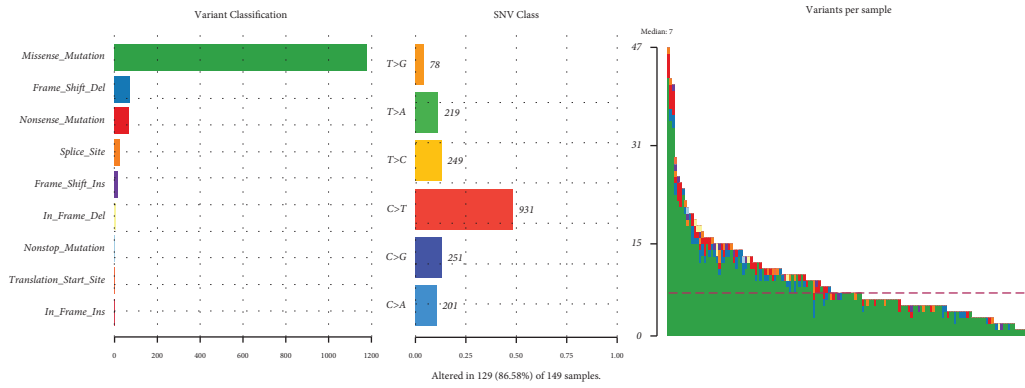 Variant Classification
Missense_Mutation
Frame_Shift_Del
Nonsense_Mutation
Splice_Site
Frame_Shift_Ins
In_Frame_Del
Nonstop_Mutation
Translation_Start_Site
In_Frame_Ins
0 200 400 600 800 1000 1200
SNV Class
T>G 78
T>A 219
T>C 249
C>T 931
C>G 251
C>A 201
0.00 0.25 0.50 0.75 1.00
Variants per sample
Median: 7
47
31
15
0
Altered in 129 (86.58%) of 149 samples.